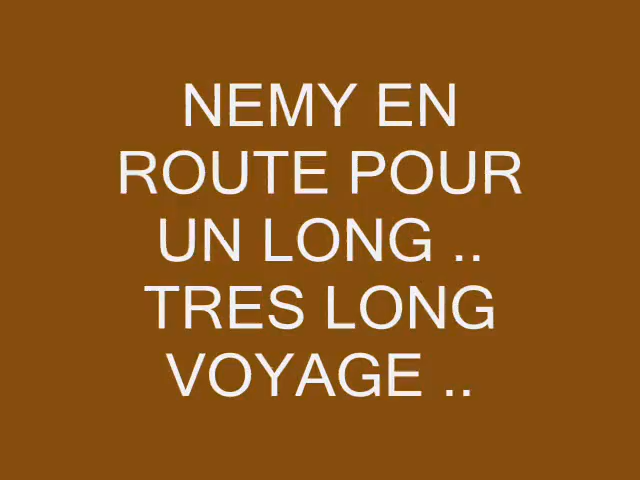 NEMY EN
ROUTE POUR
UN LONG ..
TRES LONG
VOYAGE ..